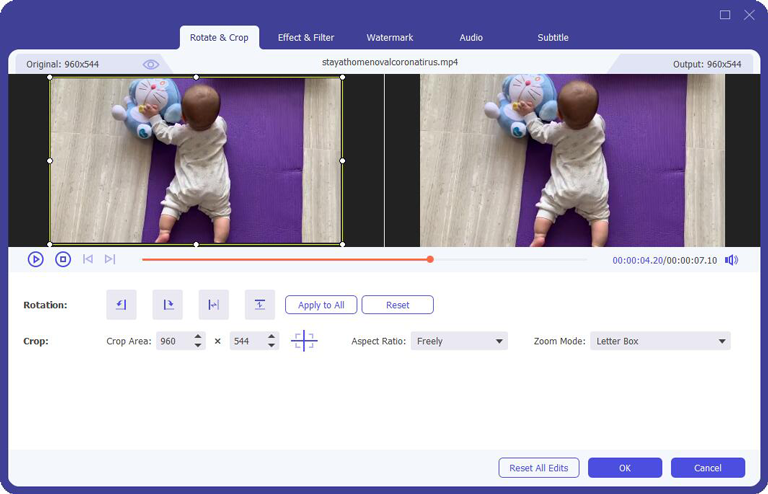 Rotate & Crop
Effect & Filter
Watermark
Audio
Subtitle
Original: 960x544
stayathomenovalcoronatirus.mp4
Output: 960x544
00:00:04.20/00:00:07.10
Rotation:
Apply to All
Reset
Crop:
Crop Area:
960
×
544
Aspect Ratio:
Freely
Zoom Mode:
Letter Box
Reset All Edits
OK
Cancel